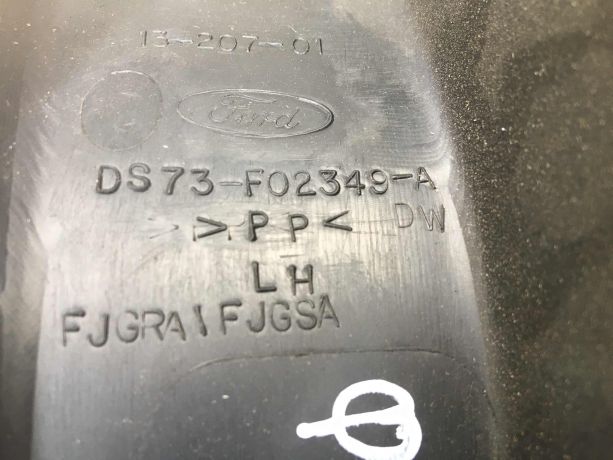 13-207-01
Ford
DS73-F02349-A
>PP< DW
LH
FJGRA\FJGSA